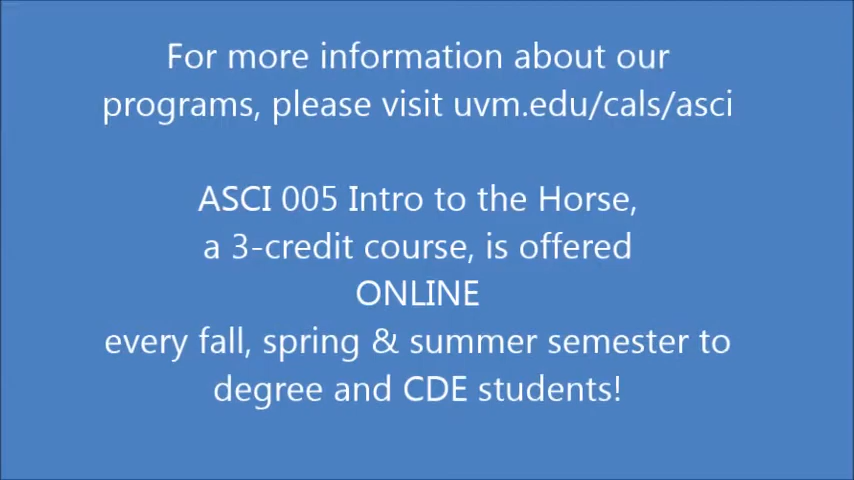 For more information about our
programs, please visit uvm.edu/cals/asci
ASCI 005 Intro to the Horse,
a 3-credit course, is offered
ONLINE
every fall, spring & summer semester to
degree and CDE students!